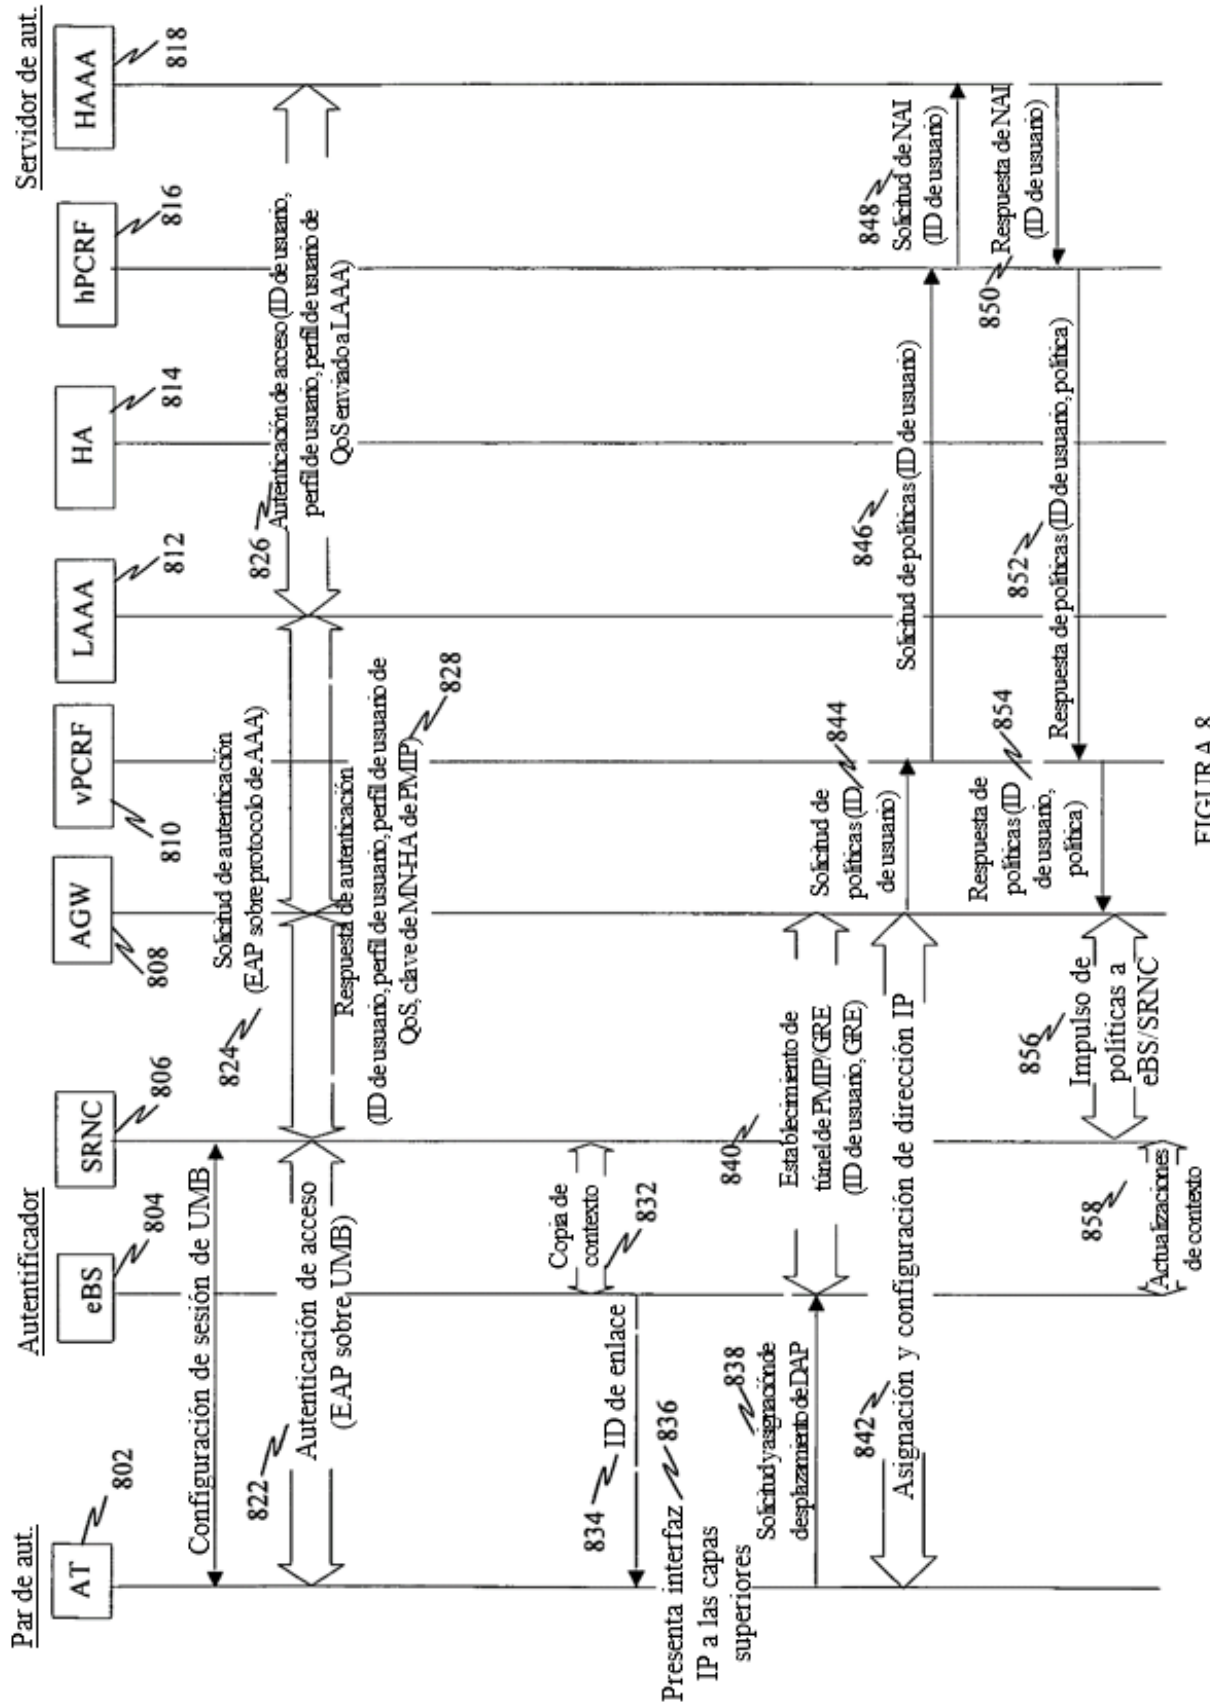 Par de aut.
Autentificador
Servidor de aut.
AT
802
eBS
804
SRNC
806
AGW
808
vPCRF
810
LAAA
812
HA
814
hPCRF
816
HAAA
818
Configuración de sesión de UMB
822
Autenticación de acceso
(EAP sobre UMB)
824
Solicitud de autenticación
(EAP sobre protocolo de AAA)
826
Autenticación de acceso (ID de usuario,
perfil de usuario, perfil de usuario de
QoS enviado a LAAA)
Respuesta de autenticación
(ID de usuario, perfil de usuario, perfil de usuario de
QoS, clave de MN-HA de PMIP)
828
Copia de
contexto
832
834
ID de enlace
Presenta interfaz
IP a las capas
superiores
836
838
Solicitud y asignación de
desplazamiento de DAP
840
Establecimiento de
túnel de PMIP/GRE
(ID de usuario, GRE)
842
Asignación y configuración de dirección IP
Solicitud de
políticas (ID
de usuario)
844
846
Solicitud de políticas (ID de usuario)
848
Solicitud de NAI
(ID de usuario)
850
Respuesta de NAI
(ID de usuario)
852
Respuesta de políticas (ID de usuario, política)
854
Respuesta de
políticas (ID
de usuario,
política)
856
Impulso de
políticas a
eBS/SRNC
858
Actualizaciones
de contexto
FIGURA 8